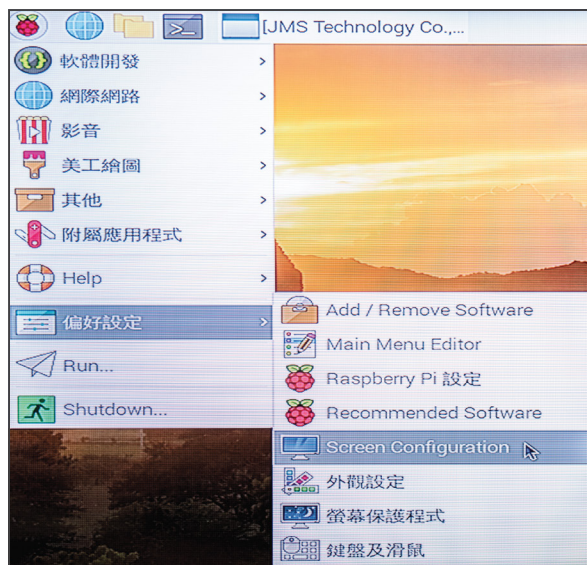 [JMS Technology Co.,...
軟體開發
網際網路
影音
美工繪圖
其他
附屬應用程式
Help
偏好設定
Run...
Shutdown...
Add / Remove Software
Main Menu Editor
Raspberry Pi 設定
Recommended Software
Screen Configuration
外觀設定
螢幕保護程式
鍵盤及滑鼠